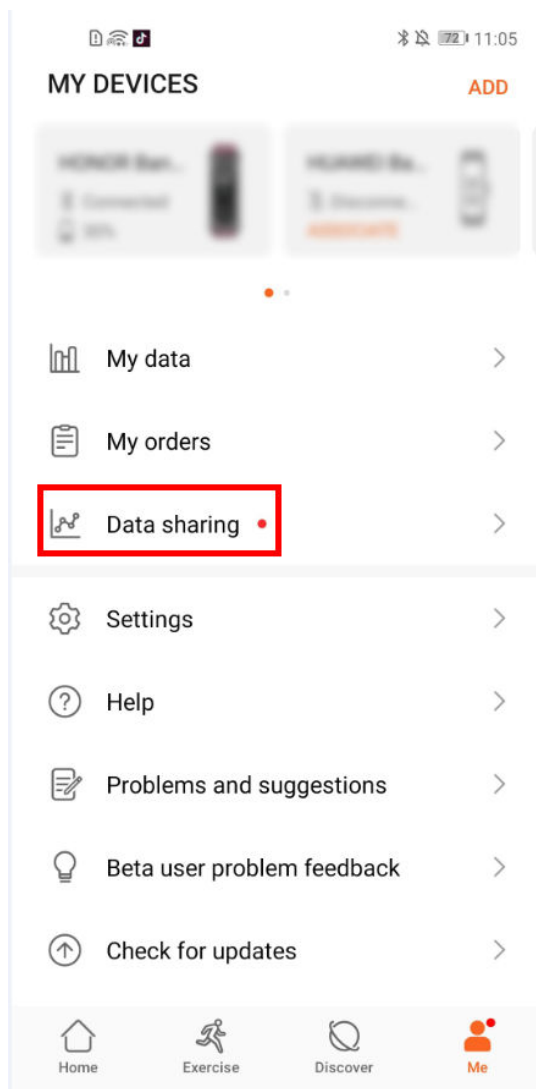 72 11:05
MY DEVICES
ADD
My data
My orders
Data sharing
Settings
Help
Problems and suggestions
Beta user problem feedback
Check for updates
Home Exercise Discover Me